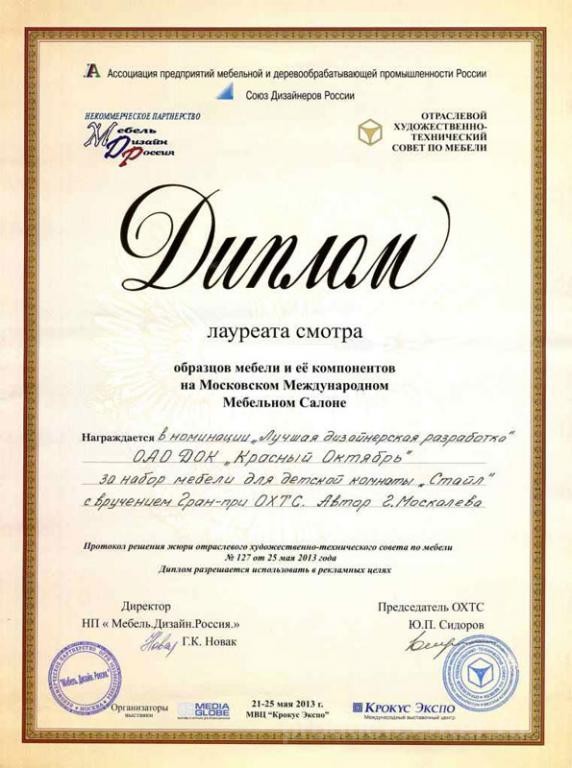 Ассоциация предприятий мебельной и деревообрабатывающей промышленности России
Союз Дизайнеров России
НЕКОММЕРЧЕСКОЕ ПАРТНЕРСТВО
Мебель
Дизайн
Россия
ОТРАСЛЕВОЙ
ХУДОЖЕСТВЕННО-
ТЕХНИЧЕСКИЙ
СОВЕТ ПО МЕБЕЛИ
Диплом
лауреата смотра
образцов мебели и её компонентов
на Московском Международном
Мебельном Салоне
Награждается в номинации „Лучшая дизайнерская разработка"
ОАО ДОК „Красный Октябрь"
за набор мебели для детской комнаты „Стайл"
с вручением Гран-при ОХТС. Автор Г.Москалева
Протокол решения жюри отраслевого художественно-технического совета по мебели
№ 127 от 25 мая 2013 года
Диплом разрешается использовать в рекламных целях
Директор
НП « Мебель.Дизайн.Россия.»
Г.К. Новак
Председатель ОХТС
Ю.П. Сидоров
"Мебель. Дизайн. Россия."
МОСКВА
Организаторы
выставки
MEDIA
GLOBE
21-25 мая 2013 г.
МВЦ “Крокус Экспо”
КРОКУС ЭКСПО
Международный выставочный центр